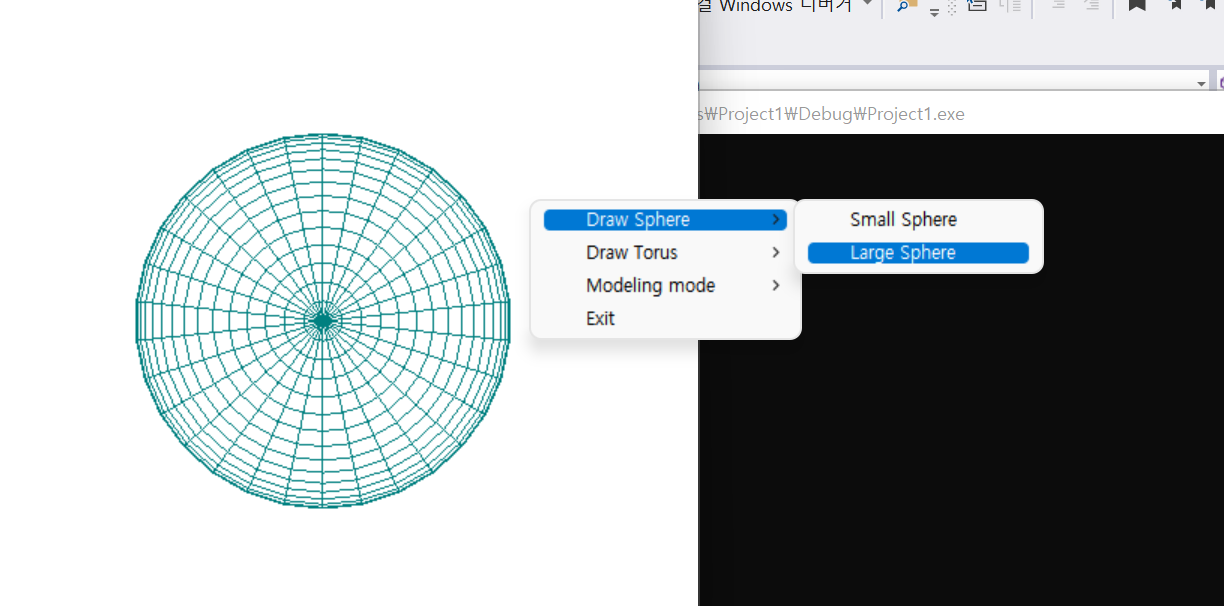 Windows 디버거
s₩Project1₩Debug₩Project1.exe
Draw Sphere
Draw Torus
Modeling mode
Exit
Small Sphere
Large Sphere